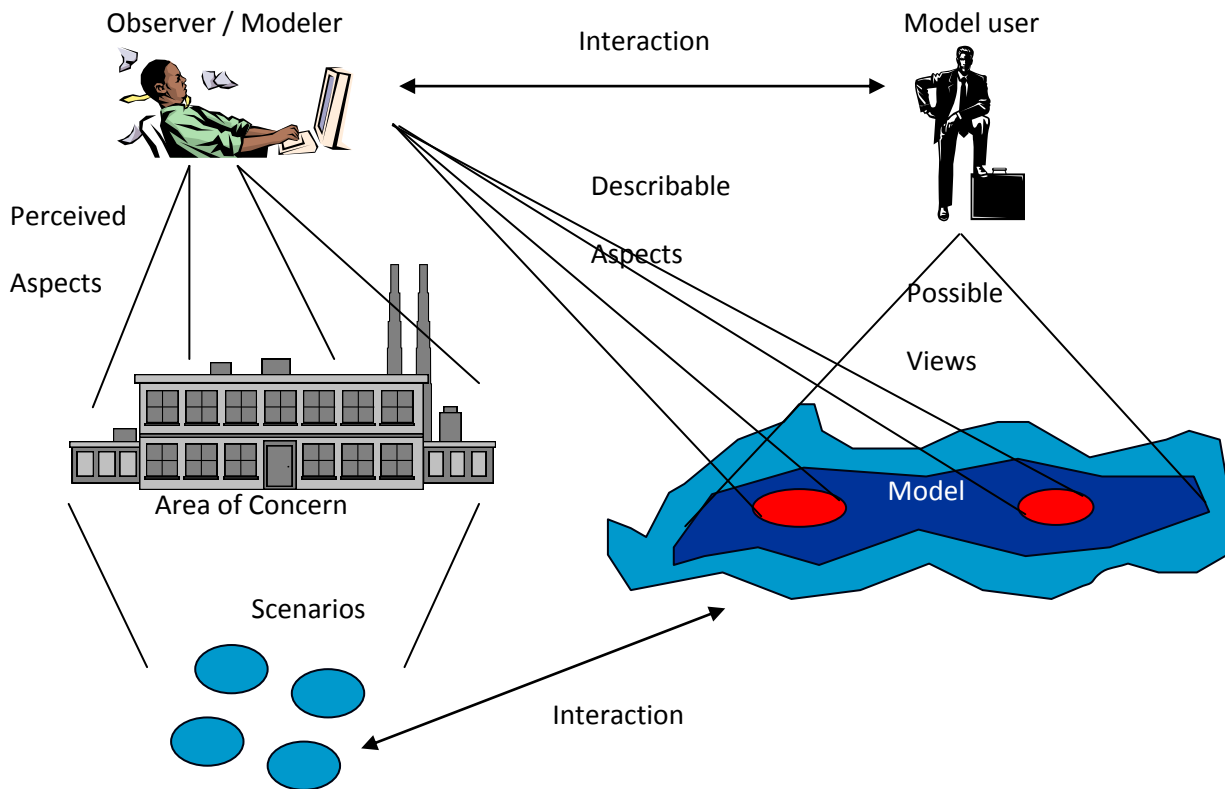 Observer / Modeler
Interaction
Model user
Describable
Aspects
Perceived
Aspects
Possible
Views
Model
Area of Concern
Scenarios
Interaction